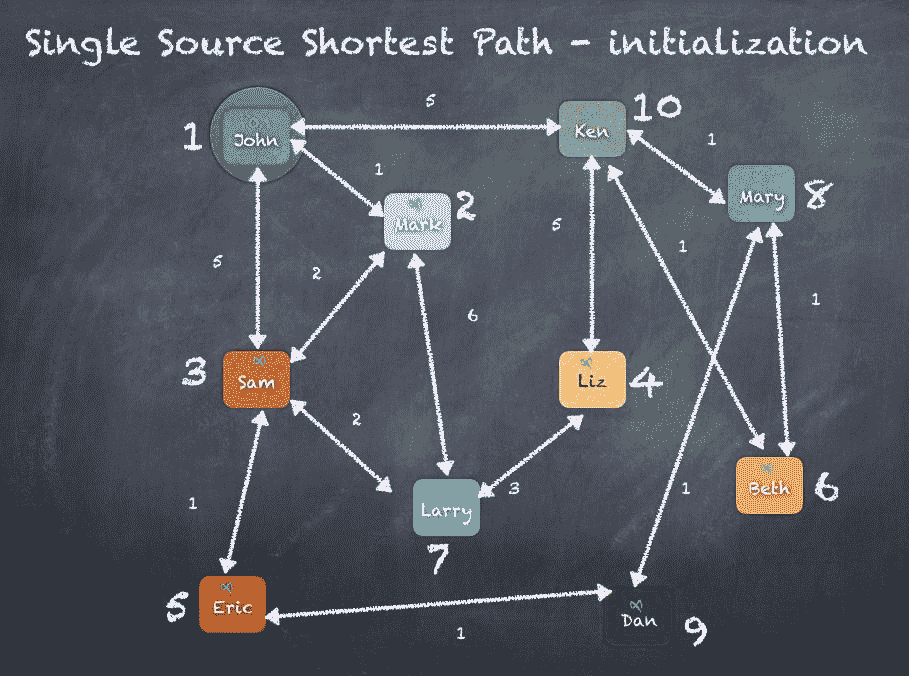 Single Source Shortest Path - initialization
5
10
1
John
Ken
1
1
Mark
2
Mary
8
5
2
5
1
6
1
∞
3
Sam
∞
Liz
4
2
1
3
1
∞
Beth
6
Larry
7
∞
5
Eric
∞
Dan
9
1